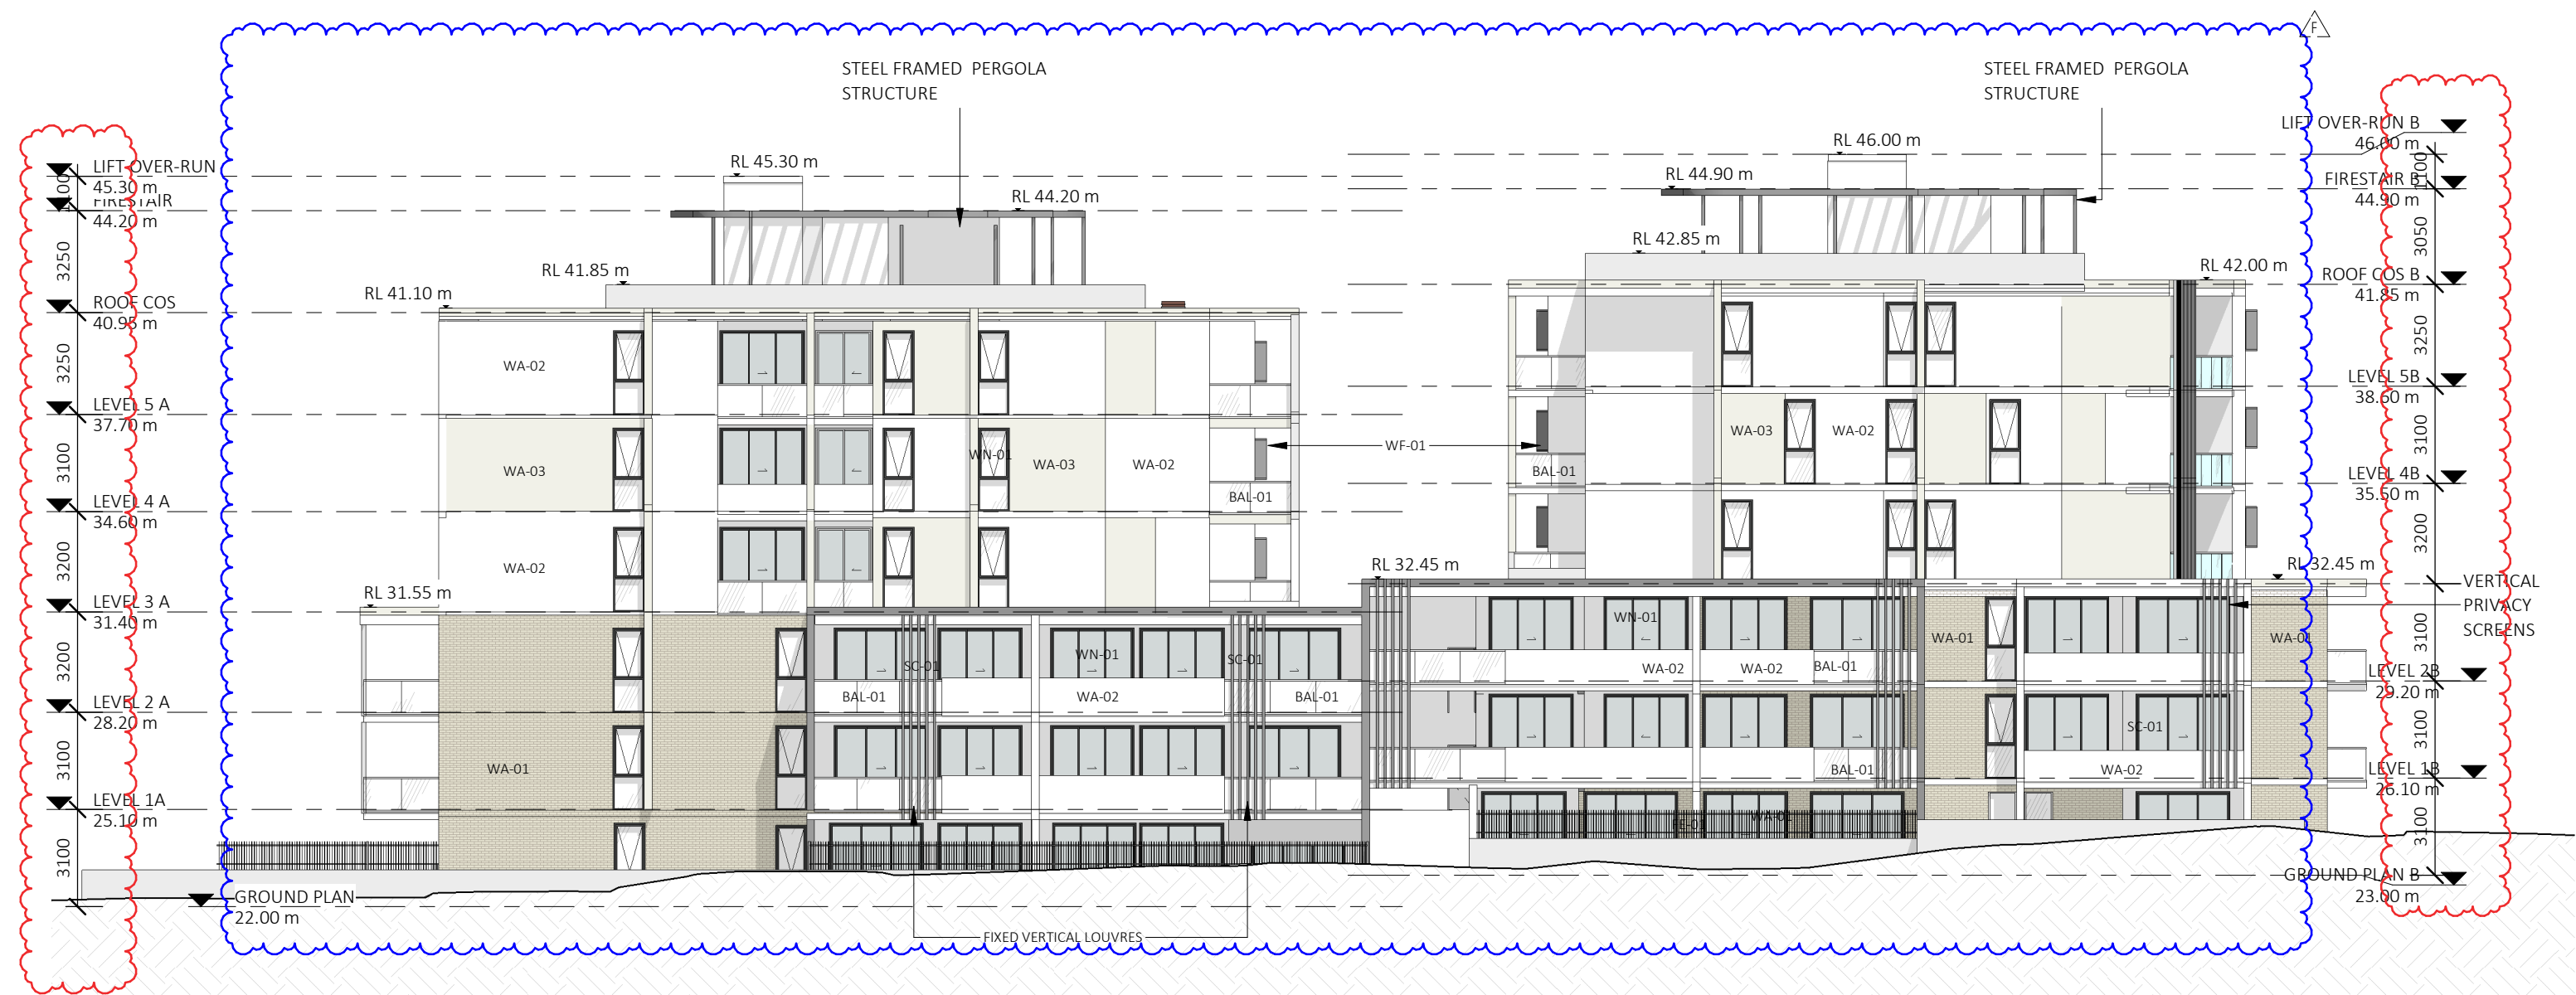 F
STEEL FRAMED PERGOLA
STRUCTURE
STEEL FRAMED PERGOLA
STRUCTURE
LIFT OVER-RUN
45.30 m
FIRESTAIR
44.20 m
ROOF COS
40.95 m
LEVEL 5 A
37.70 m
LEVEL 4 A
34.60 m
LEVEL 3 A
31.40 m
LEVEL 2 A
28.20 m
LEVEL 1A
25.10 m
GROUND PLAN
22.00 m
3250
3250
3100
3200
3200
3100
3100
RL 45.30 m
RL 44.20 m
RL 41.85 m
RL 41.10 m
RL 31.55 m
WA-02
WA-03
WN-01
WA-03
WA-02
BAL-01
WA-02
WF-01
SC-01
WN-01
SC-01
BAL-01
WA-02
BAL-01
WA-01
FIXED VERTICAL LOUVRES
RL 46.00 m
RL 44.90 m
RL 42.85 m
RL 42.00 m
RL 32.45 m
RL 32.45 m
WA-03
WA-02
BAL-01
WN-01
WA-02
WA-02
BAL-01
WA-01
WA-01
SC-01
BAL-01
WA-02
FE-01
WA-01
LIFT OVER-RUN B
46.00 m
FIRESTAIR B
44.90 m
ROOF COS B
41.85 m
LEVEL 5B
38.60 m
LEVEL 4B
35.50 m
VERTICAL
PRIVACY
SCREENS
LEVEL 2B
29.20 m
LEVEL 1B
26.10 m
GROUND PLAN B
23.00 m
1100
3050
3250
3100
3200
3100
3100
3100